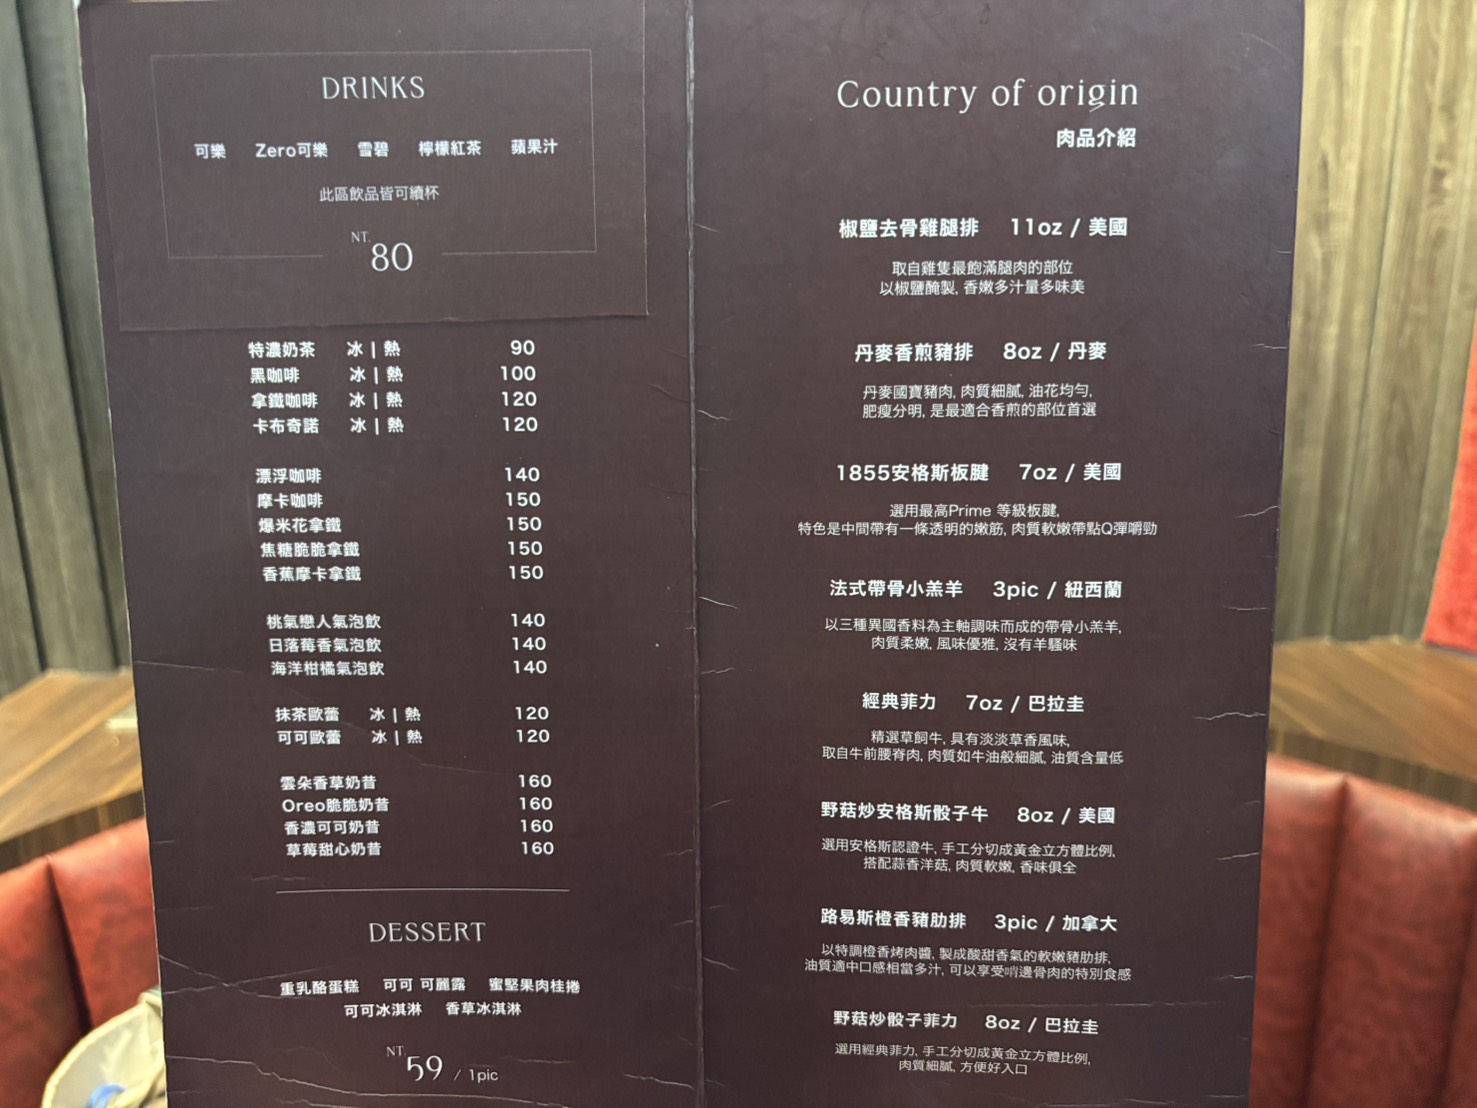 DRINKS
可樂 Zero可樂 雪碧 檸檬紅茶 蘋果汁
此區飲品皆可續杯
NT. 80
特濃奶茶 冰 | 熱 90
黑咖啡 冰 | 熱 100
拿鐵咖啡 冰 | 熱 120
卡布奇諾 冰 | 熱 120
漂浮咖啡 140
摩卡咖啡 150
爆米花拿鐵 150
焦糖脆脆拿鐵 150
香蕉摩卡拿鐵 150
桃氣戀人氣泡飲 140
日落莓香氣泡飲 140
海洋柑橘氣泡飲 140
抹茶歐蕾 冰 | 熱 120
可可歐蕾 冰 | 熱 120
雲朵香草奶昔 160
Oreo脆脆奶昔 160
香濃可可奶昔 160
草莓甜心奶昔 160
DESSERT
重乳酪蛋糕 可可 可麗露 蜜堅果肉桂捲
可可冰淇淋 香草冰淇淋
NT. 59 / 1pic
Country of origin
肉品介紹
椒鹽去骨雞腿排 11oz / 美國
取自雞隻最飽滿腿肉的部位
以椒鹽醃製, 香嫩多汁量多味美
丹麥香煎豬排 8oz / 丹麥
丹麥國寶豬肉, 肉質細膩, 油花均勻,
肥瘦分明, 是最適合香煎的部位首選
1855安格斯板腱 7oz / 美國
選用最高Prime 等級板腱,
特色是中間帶有一條透明的嫩筋, 肉質軟嫩帶點Q彈嚼勁
法式帶骨小羔羊 3pic / 紐西蘭
以三種異國香料為主軸調味而成的帶骨小羔羊,
肉質柔嫩, 風味優雅, 沒有羊騷味
經典菲力 7oz / 巴拉圭
精選草飼牛, 具有淡淡草香風味,
取自牛前腰脊肉, 肉質如牛油般細膩, 油質含量低
野菇炒安格斯骰子牛 8oz / 美國
選用安格斯認證牛, 手工分切成黃金立方體比例,
搭配蒜香洋菇, 肉質軟嫩, 香味俱全
路易斯橙香豬肋排 3pic / 加拿大
以特調橙香烤肉醬, 製成酸甜香氣的軟嫩豬肋排,
油質適中口感相當多汁, 可以享受啃邊骨肉的特別食感
野菇炒骰子菲力 8oz / 巴拉圭
選用經典菲力, 手工分切成黃金立方體比例,
肉質細膩, 方便好入口